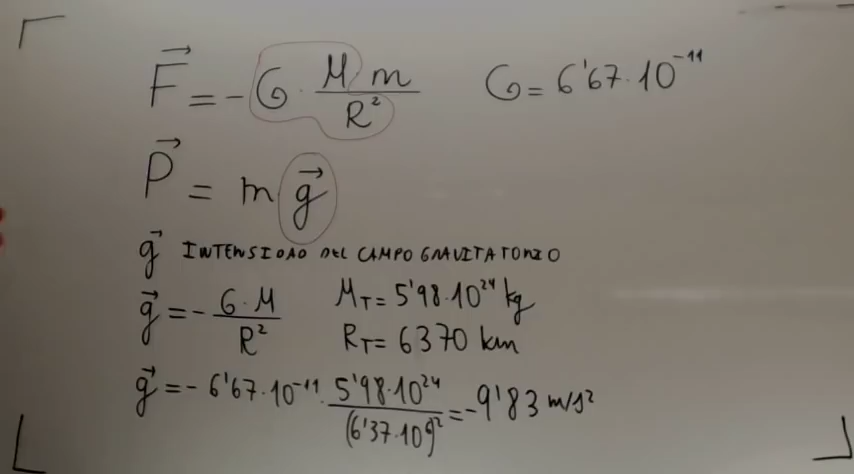 F⃗ = -G · M m / R² G = 6'67·10⁻¹¹
P⃗ = m g⃗
g⃗ INTENSIDAD DEL CAMPO GRAVITATORIO
g⃗ = - G·M / R² M_T = 5'98·10²⁴ kg
R_T = 6370 km
g⃗ = - 6'67·10⁻¹¹ · 5'98·10²⁴ / (6'37·10⁶)² = -9'83 m/s²